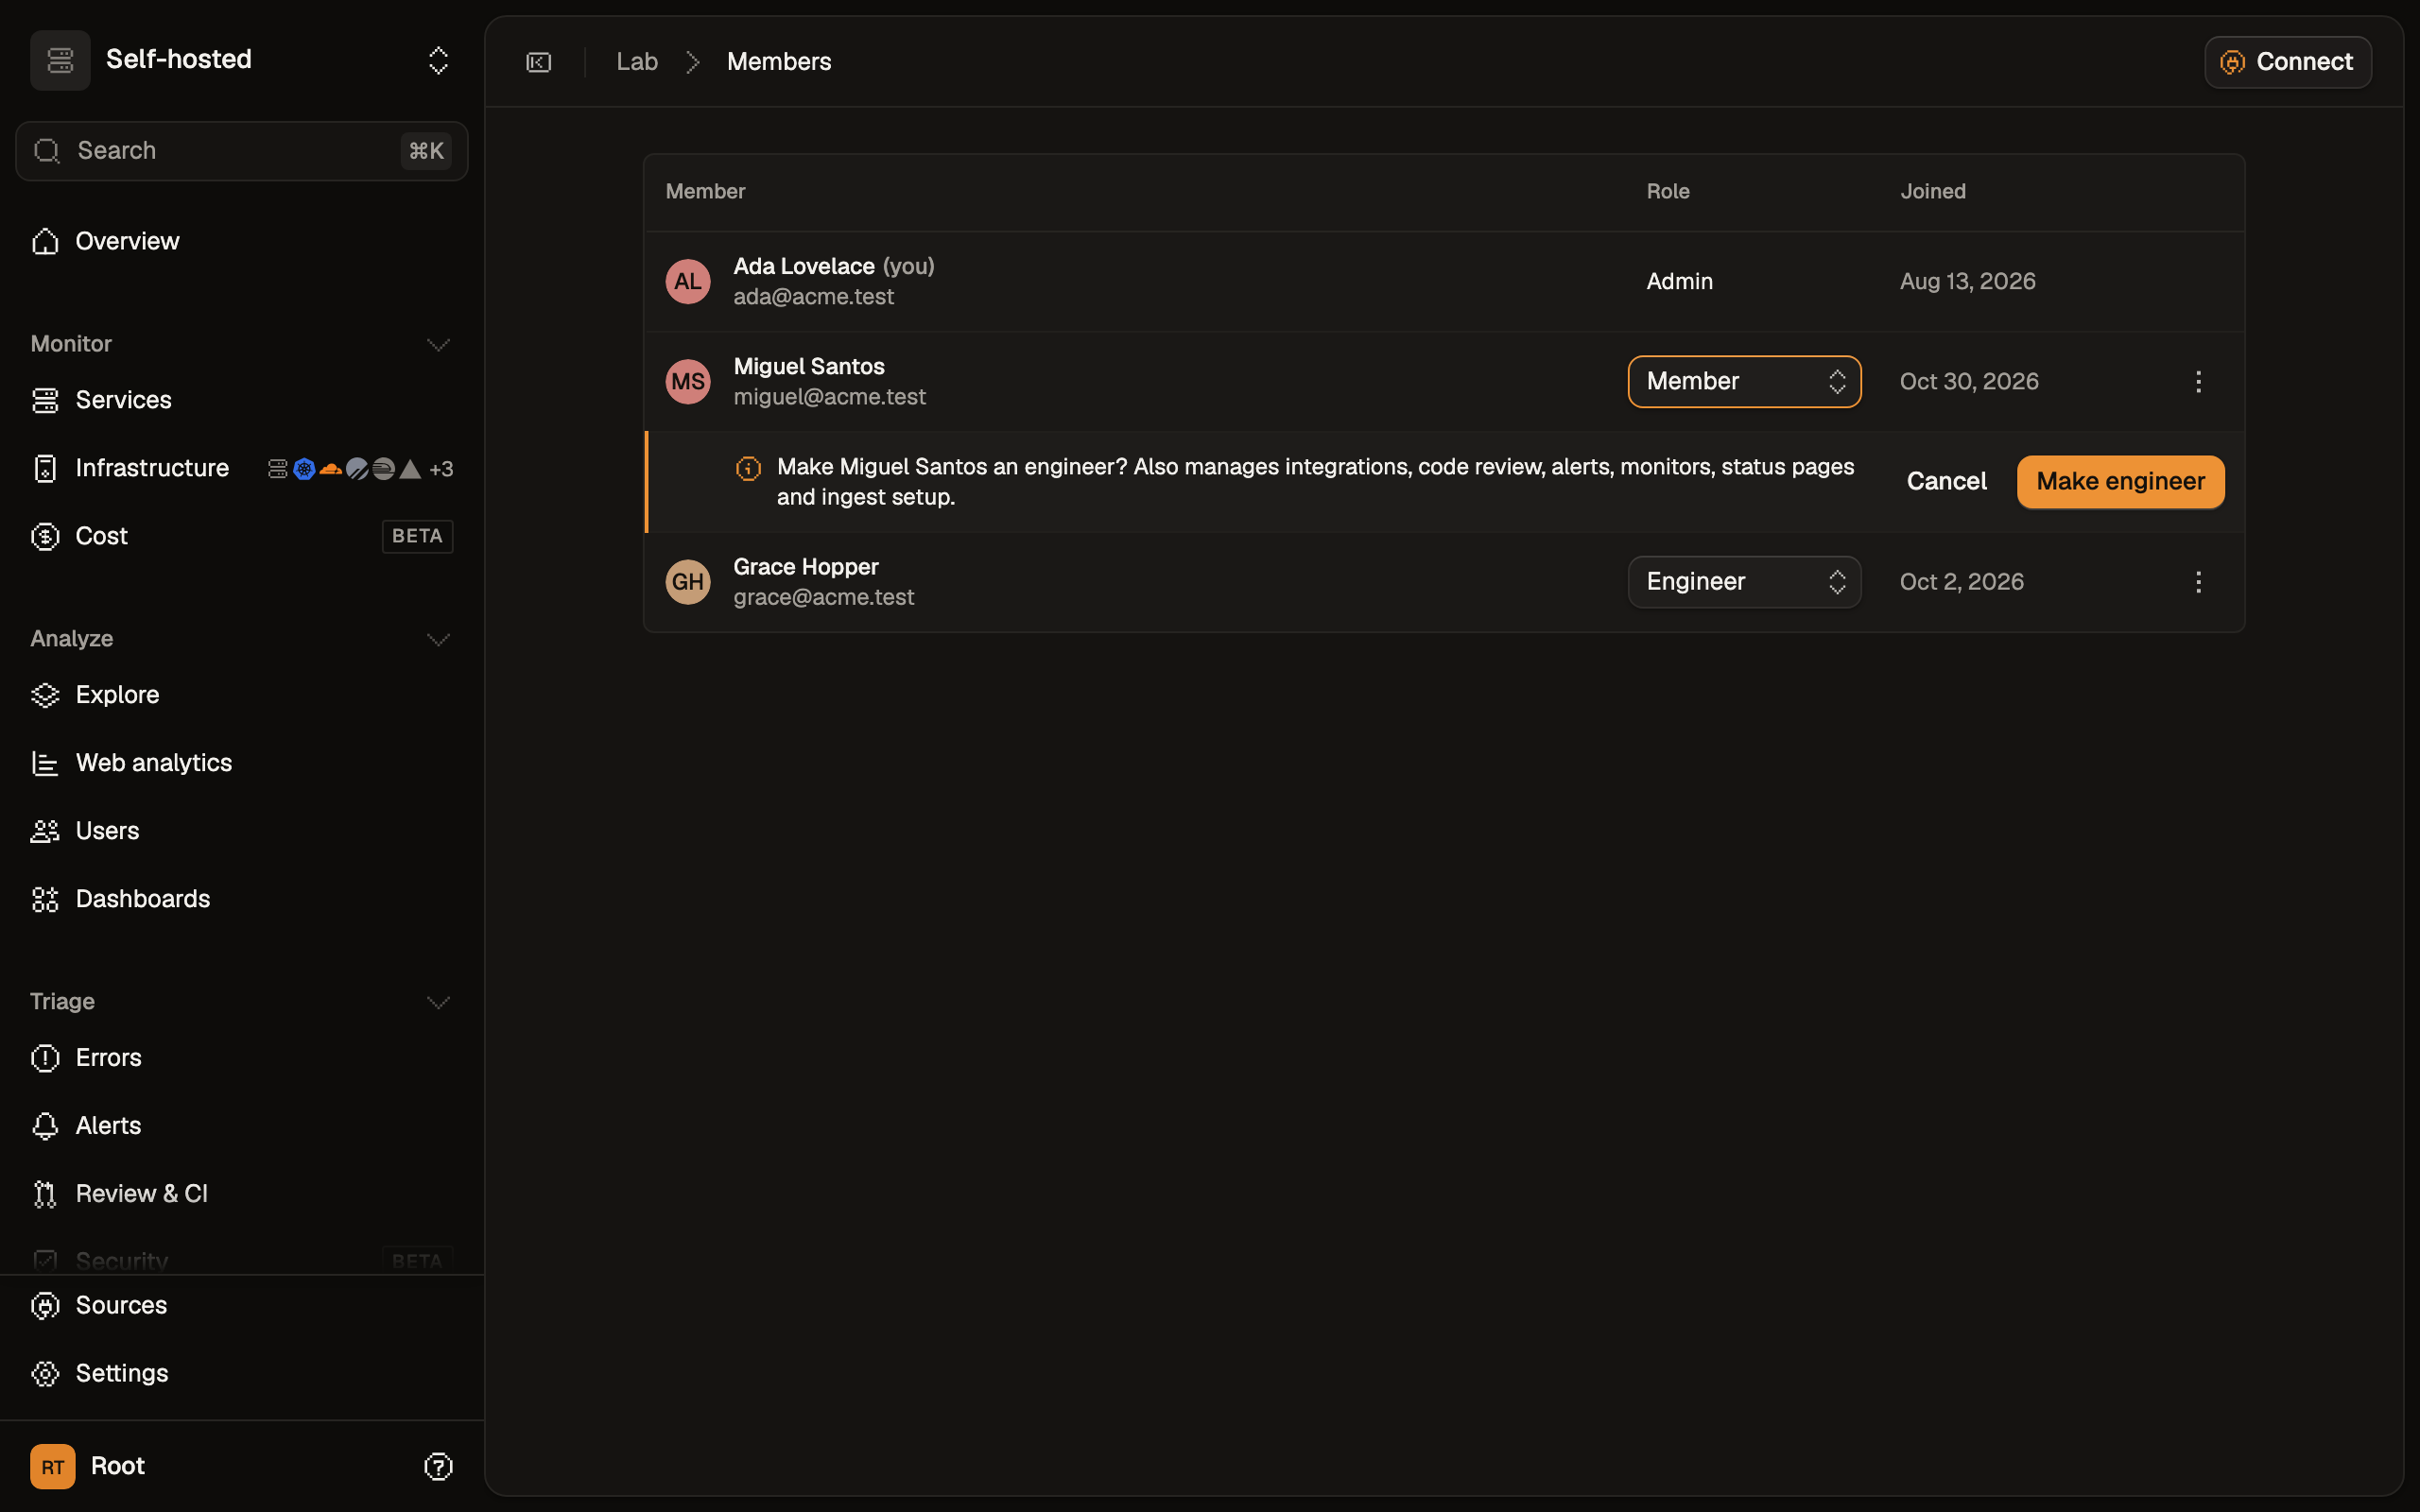 Self-hosted
Search ⌘K
Overview
Monitor
Services
Infrastructure +3
Cost BETA
Analyze
Explore
Web analytics
Users
Dashboards
Triage
Errors
Alerts
Review & CI
Security BETA
Sources
Settings
RT Root
Lab Members
Connect
Member Role Joined
AL Ada Lovelace (you) Admin Aug 13, 2026
ada@acme.test
MS Miguel Santos Member Oct 30, 2026
miguel@acme.test
Make Miguel Santos an engineer? Also manages integrations, code review, alerts, monitors, status pages
and ingest setup.
Cancel Make engineer
GH Grace Hopper Engineer Oct 2, 2026
grace@acme.test